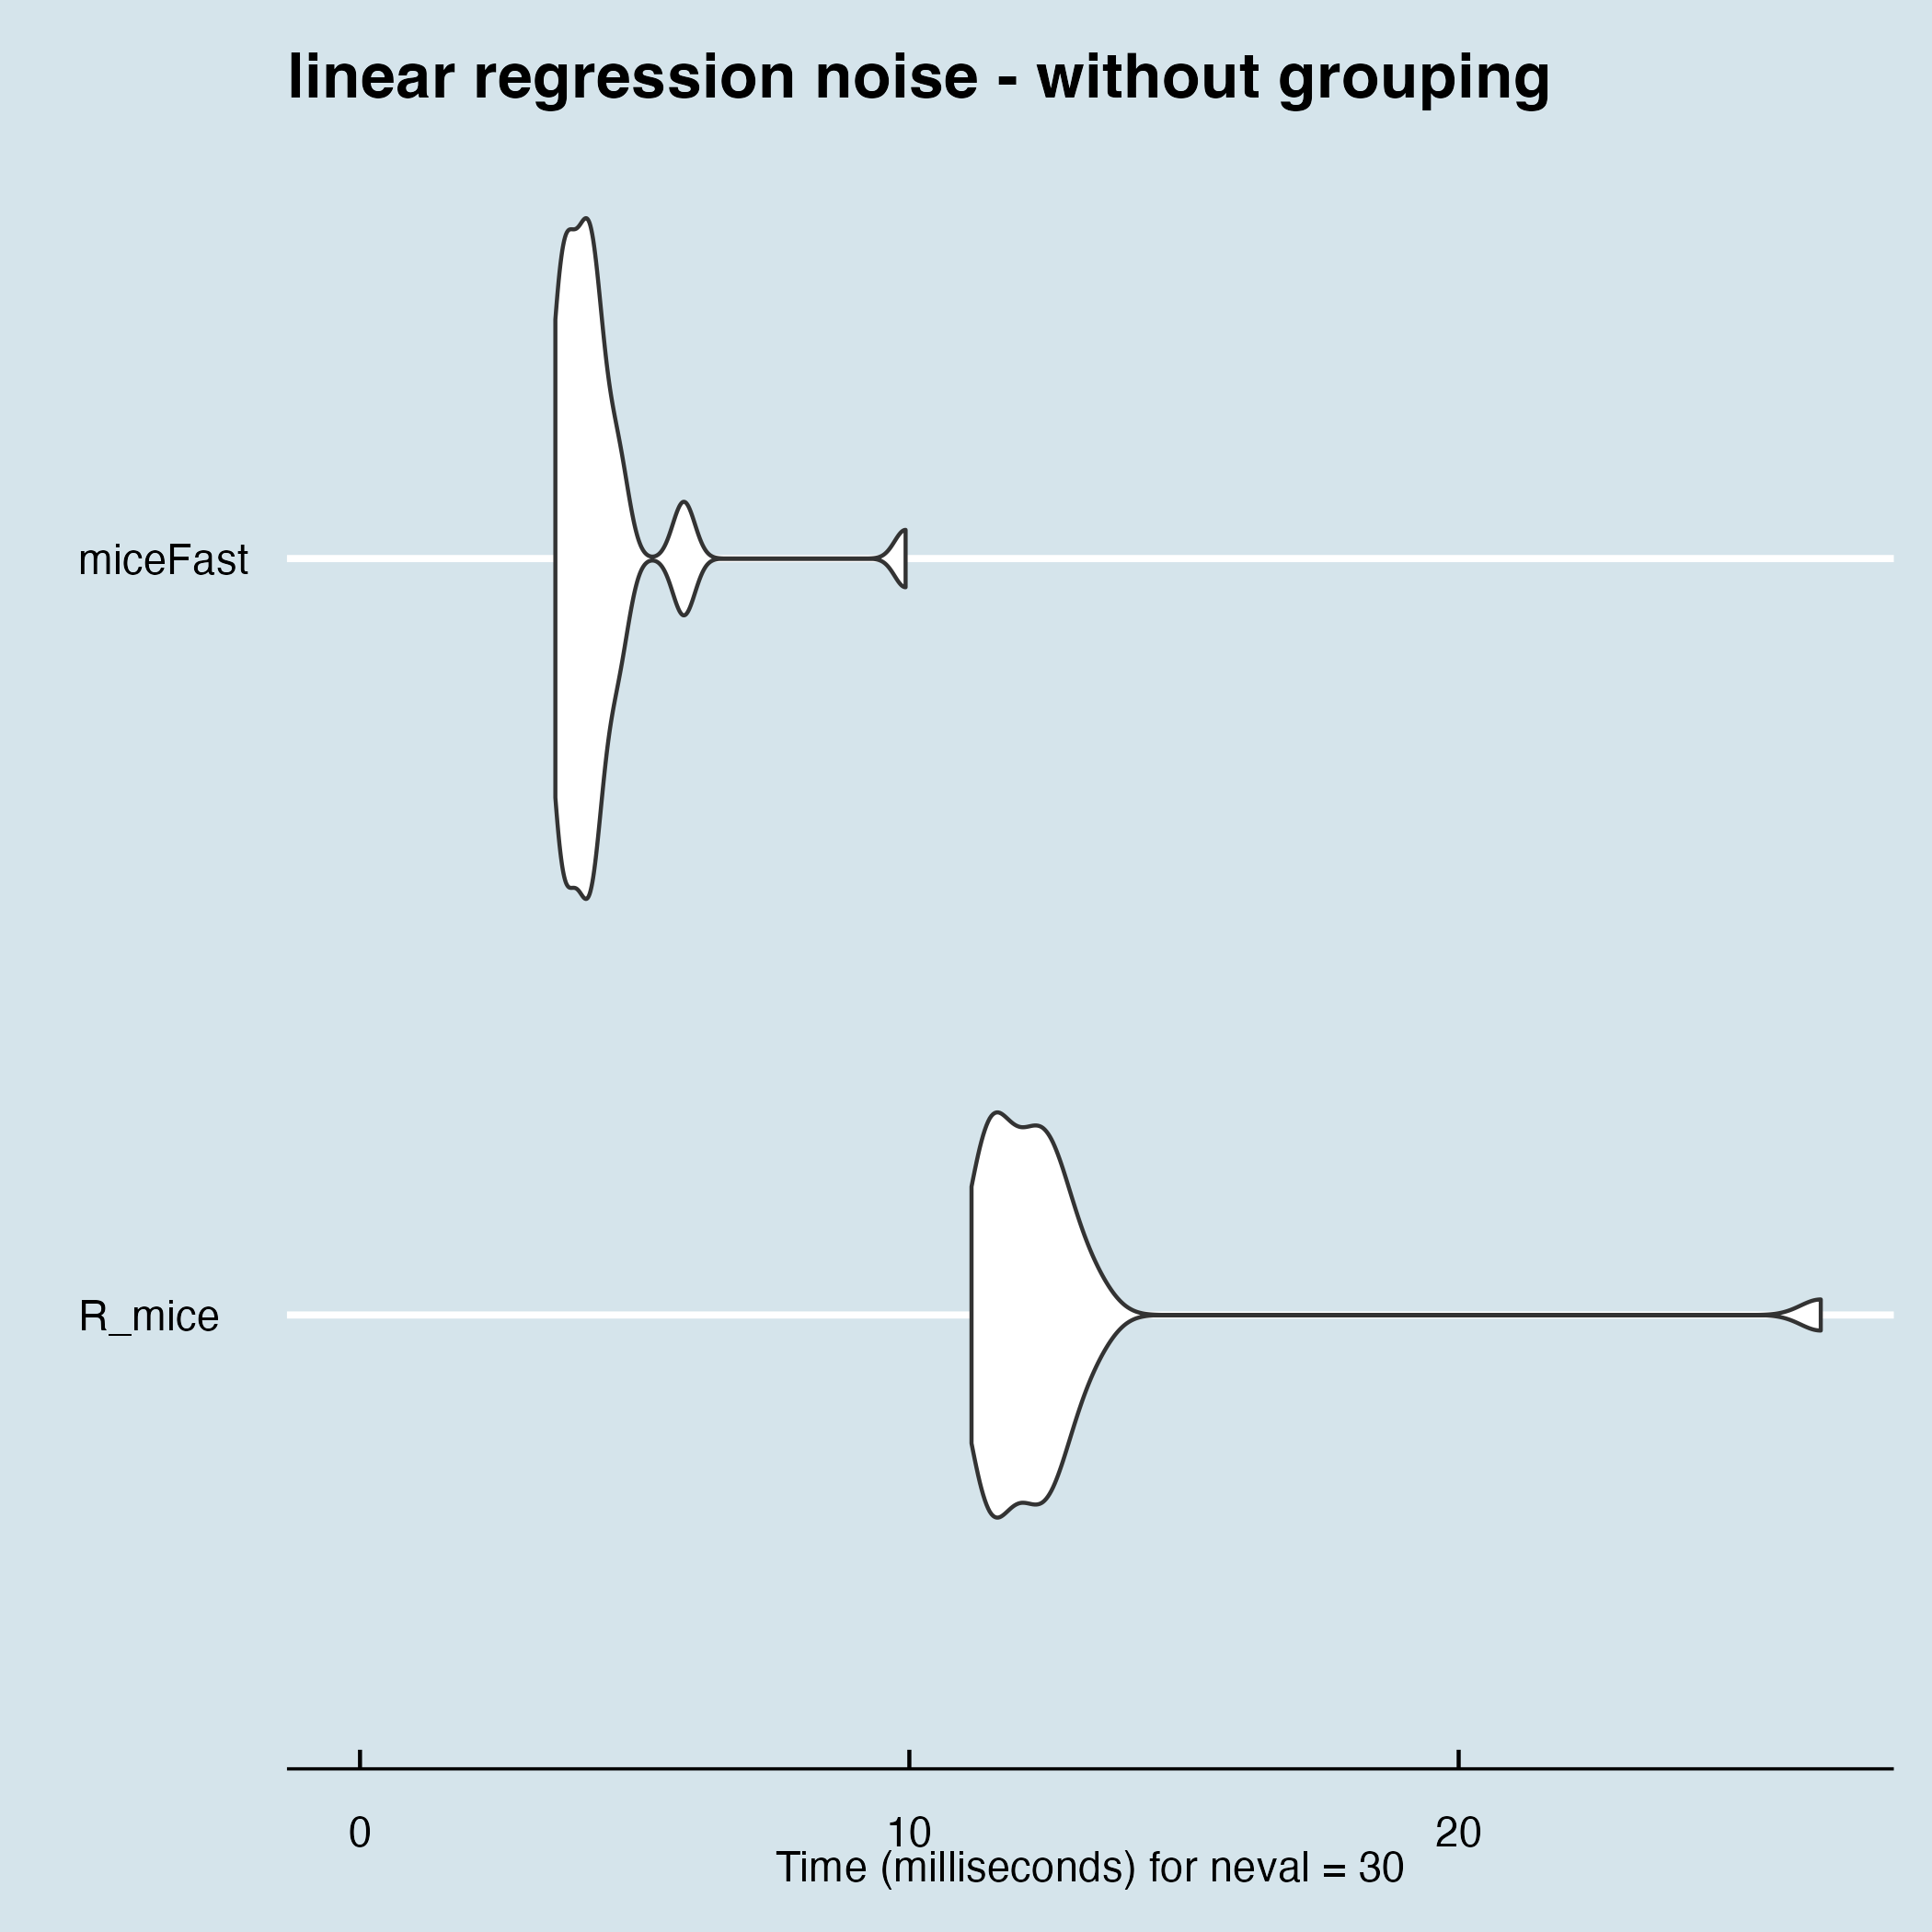 linear regression noise - without grouping
miceFast
R_mice
0 10 20
Time (milliseconds) for neval = 30